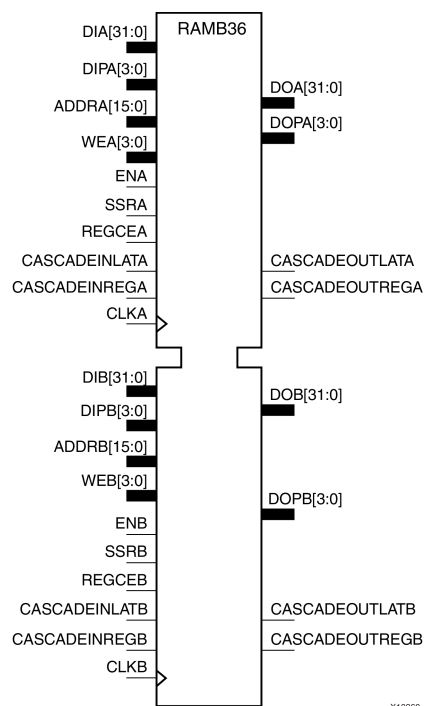 RAMB36
DIA[31:0]
DIPA[3:0]
ADDRA[15:0]
WEA[3:0]
ENA
SSRA
REGCEA
CASCADEINLATA
CASCADEINREGA
CLKA
DOA[31:0]
DOPA[3:0]
CASCADEOUTLATA
CASCADEOUTREGA
DIB[31:0]
DIPB[3:0]
ADDRB[15:0]
WEB[3:0]
ENB
SSRB
REGCEB
CASCADEINLATB
CASCADEINREGB
CLKB
DOB[31:0]
DOPB[3:0]
CASCADEOUTLATB
CASCADEOUTREGB